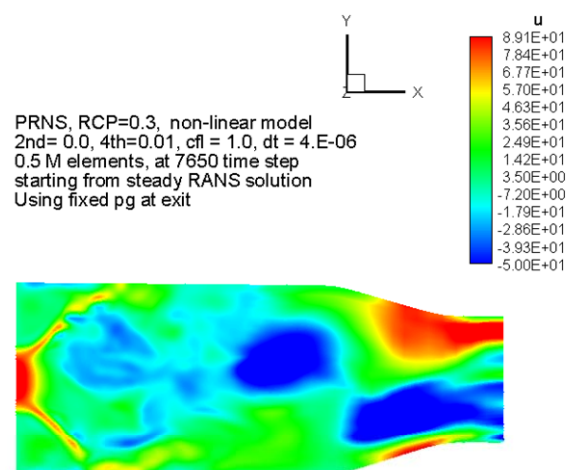 u
Y
Z
X
8.91E+01
7.84E+01
6.77E+01
5.70E+01
4.63E+01
3.56E+01
2.49E+01
1.42E+01
3.50E+00
-7.20E+00
-1.79E+01
-2.86E+01
-3.93E+01
-5.00E+01
PRNS, RCP=0.3, non-linear model
2nd= 0.0, 4th=0.01, cfl = 1.0, dt = 4.E-06
0.5 M elements, at 7650 time step
starting from steady RANS solution
Using fixed pg at exit